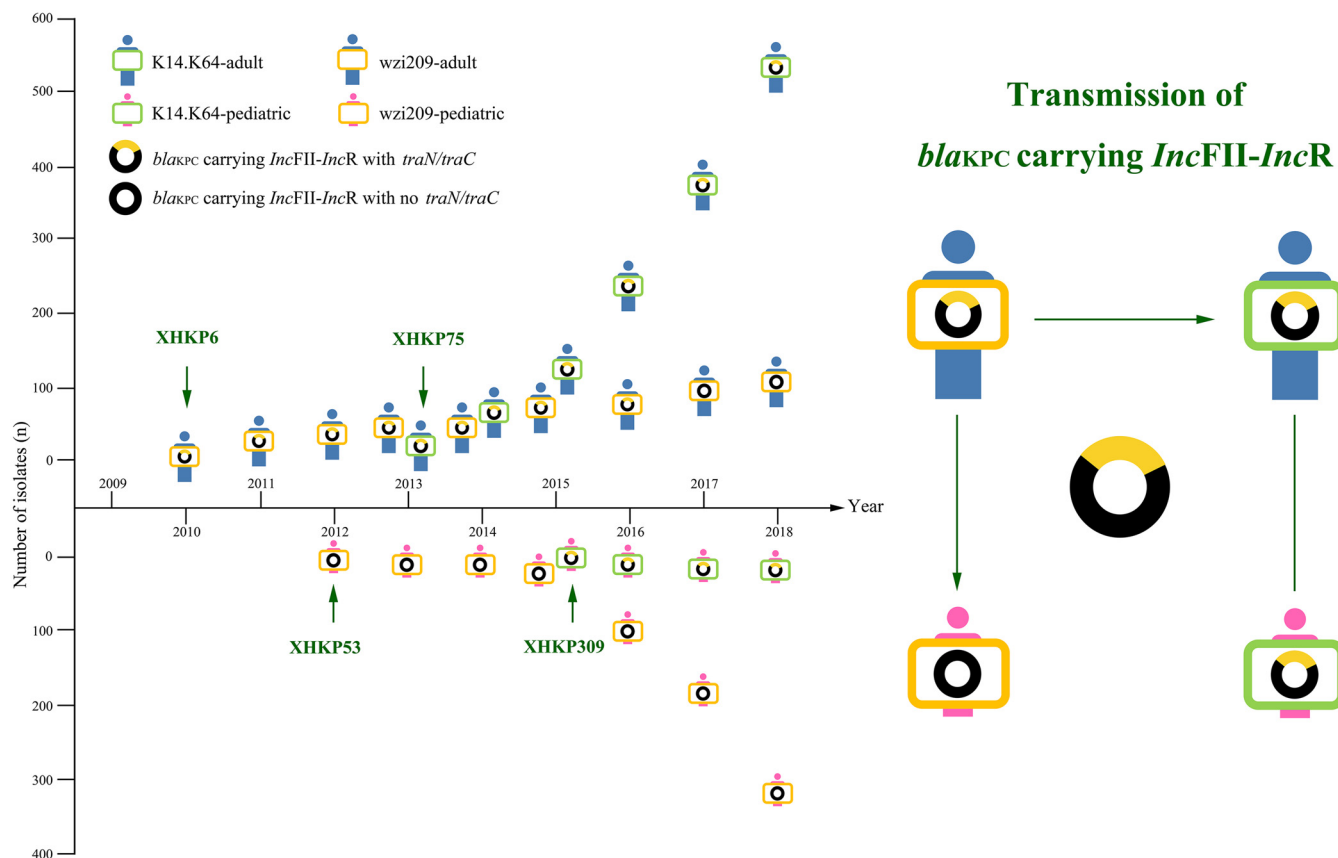 K14.K64-adult
wzi209-adult
K14.K64-pediatric
wzi209-pediatric
blaKPC carrying IncFII-IncR with traN/traC
blaKPC carrying IncFII-IncR with no traN/traC
Transmission of
blaKPC carrying IncFII-IncR
Number of isolates (n)
600
500
400
300
200
100
0
XHKP6
XHKP75
2009
2011
2013
2015
2017
Year
2010
2012
2014
2016
2018
0
100
200
300
400
XHKP53
XHKP309